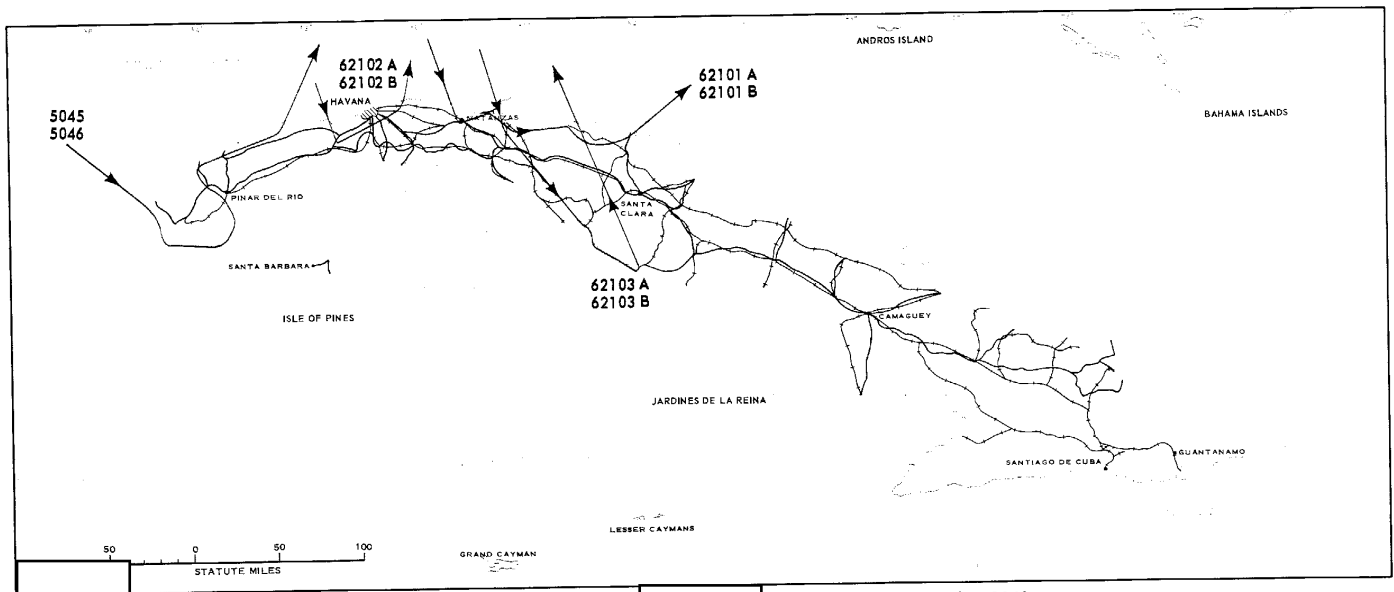 ANDROS ISLAND
62102 A
62102 B
62101 A
62101 B
HAVANA
5045
5046
MATANZAS
BAHAMA ISLANDS
PINAR DEL RIO
SANTA
CLARA
SANTA BARBARA
62103 A
62103 B
ISLE OF PINES
CAMAGUEY
JARDINES DE LA REINA
GUANTANAMO
SANTIAGO DE CUBA
LESSER CAYMANS
50 0 50 100
GRAND CAYMAN
STATUTE MILES